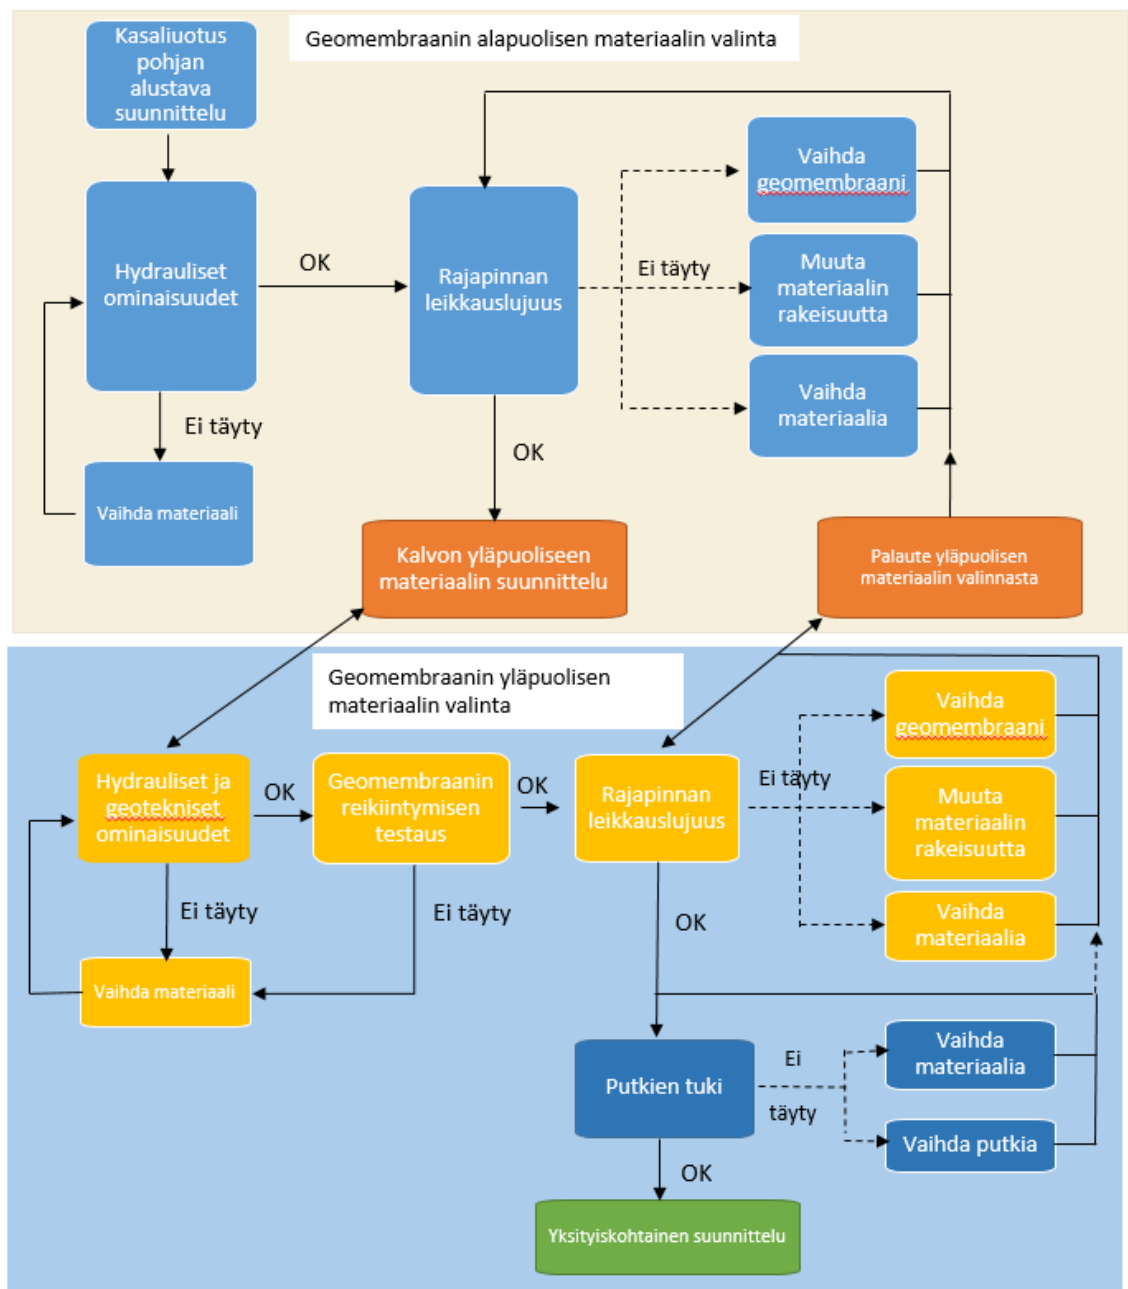 Geomembraanin alapuolisen materiaalin valinta
Kasaliuotus
pohjan
alustava
suunnittelu
Hydrauliset
ominaisuudet
OK
Rajapinnan
leikkauslujuus
Ei täyty
Vaihda
geomembraani
Muuta
materiaalin
rakeisuutta
Vaihda
materiaalia
Ei täyty
Vaihda materiaali
OK
Kalvon yläpuoliseen
materiaalin suunnittelu
Palaute yläpuolisen
materiaalin valinnasta
Geomembraanin yläpuolisen
materiaalin valinta
Hydrauliset ja
geotekniset
ominaisuudet
OK
Geomembraanin
reikiintymisen
testaus
OK
Rajapinnan
leikkauslujuus
Ei täyty
Vaihda
geomembraani
Muuta
materiaalin
rakeisuutta
Vaihda
materiaalia
Ei täyty
Ei täyty
OK
Vaihda materiaali
Putkien tuki
Ei
täyty
Vaihda
materiaalia
Vaihda putkia
OK
Yksityiskohtainen suunnittelu